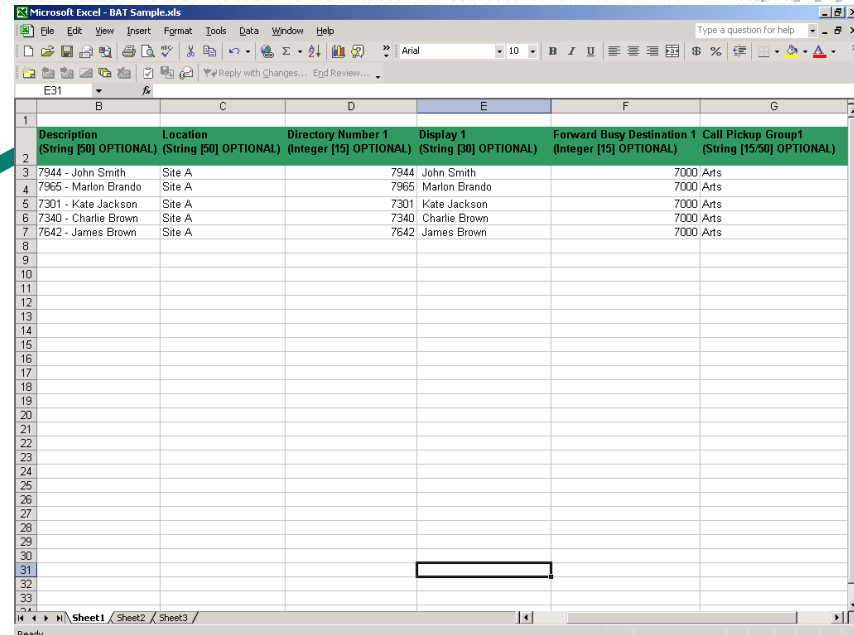 Microsoft Excel - BAT Sample.xls
File Edit View Insert Format Tools Data Window Help
Type a question for help
Arial 10 B I U $ %
Reply with Changes... End Review...
E31 fx
B C D E F G
1
Description Location Directory Number 1 Display 1 Forward Busy Destination 1 Call Pickup Group1
2 (String [50] OPTIONAL) (String [50] OPTIONAL) (Integer [15] OPTIONAL) (String [30] OPTIONAL) (Integer [15] OPTIONAL) (String [15/50] OPTIONAL)
3 7944 - John Smith Site A 7944 John Smith 7000 Arts
4 7965 - Marlon Brando Site A 7965 Marlon Brando 7000 Arts
5 7301 - Kate Jackson Site A 7301 Kate Jackson 7000 Arts
6 7340 - Charlie Brown Site A 7340 Charlie Brown 7000 Arts
7 7642 - James Brown Site A 7642 James Brown 7000 Arts
8
9
10
11
12
13
14
15
16
17
18
19
20
21
22
23
24
25
26
27
28
29
30
31
32
33
Sheet1 Sheet2 Sheet3